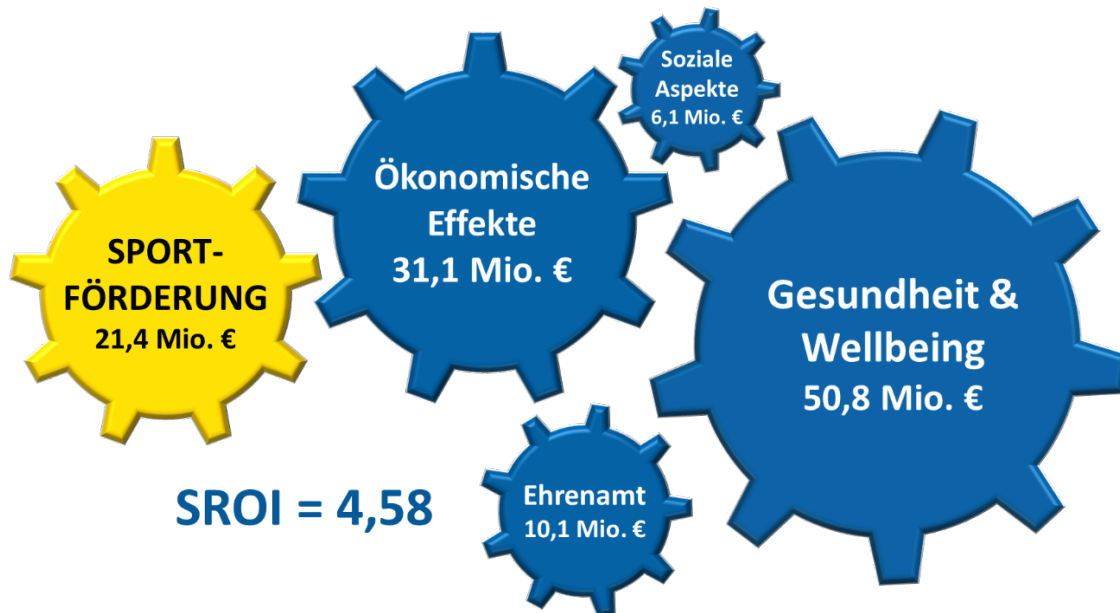 SPORT-
FÖRDERUNG
21,4 Mio. €
Ökonomische
Effekte
31,1 Mio. €
Soziale
Aspekte
6,1 Mio. €
Gesundheit &
Wellbeing
50,8 Mio. €
Ehrenamt
10,1 Mio. €
SROI = 4,58